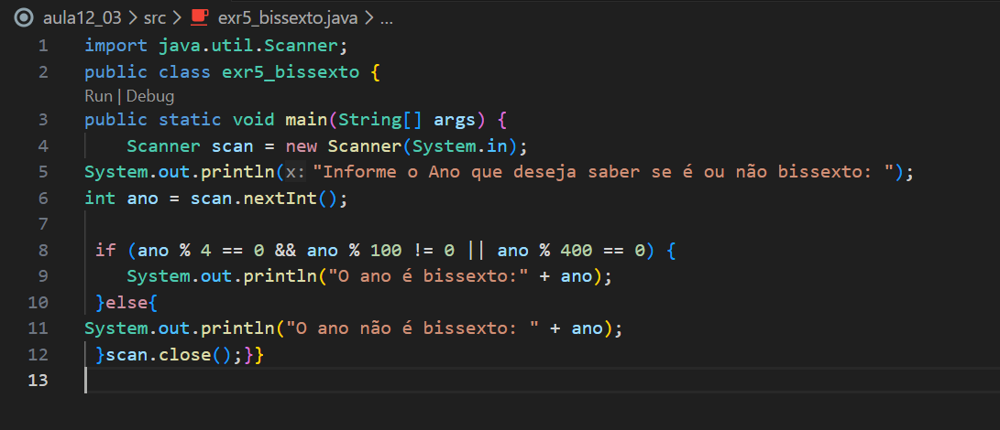 aula12_03 > src > exr5_bissexto.java > ...
1 import java.util.Scanner;
2 public class exr5_bissexto {
Run | Debug
3 public static void main(String[] args) {
4     Scanner scan = new Scanner(System.in);
5 System.out.println(x: "Informe o Ano que deseja saber se é ou não bissexto: ");
6 int ano = scan.nextInt();
7
8  if (ano % 4 == 0 && ano % 100 != 0 || ano % 400 == 0) {
9     System.out.println("O ano é bissexto:" + ano);
10  }else{
11 System.out.println("O ano não é bissexto: " + ano);
12  }scan.close();}}
13